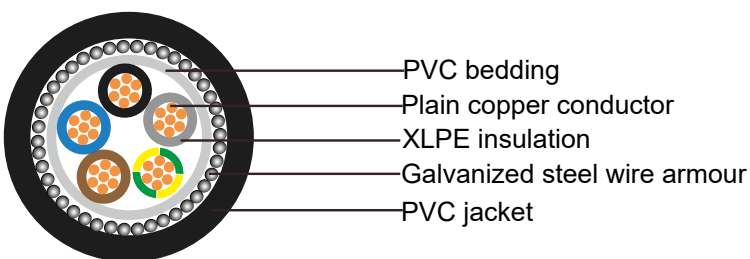 PVC bedding
Plain copper conductor
XLPE insulation
Galvanized steel wire armour
PVC jacket